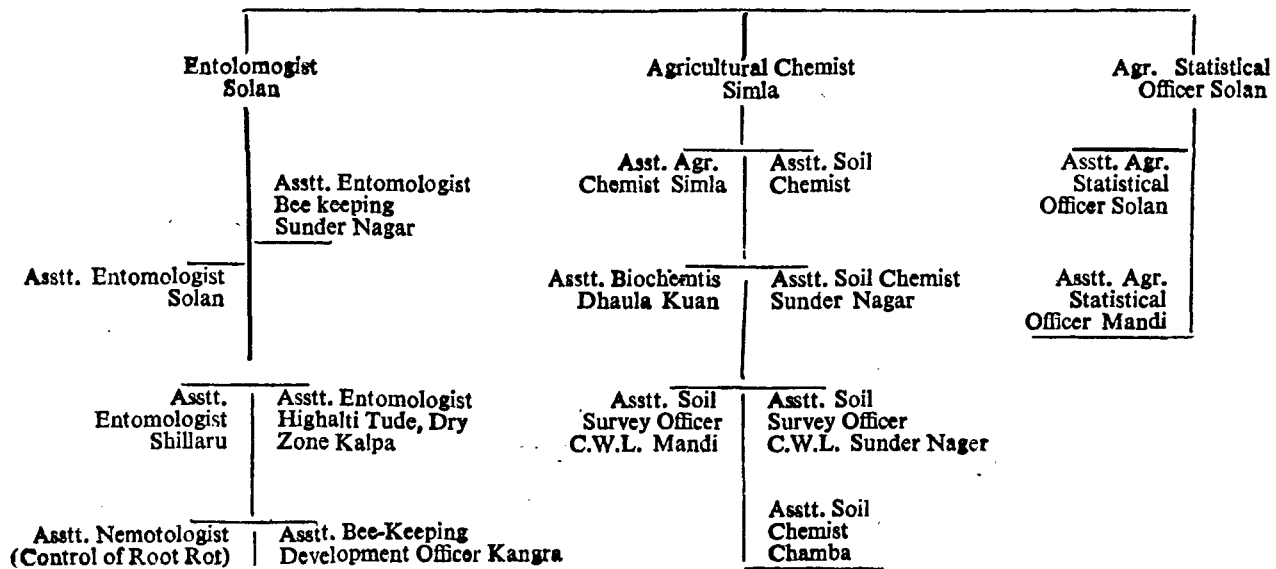 Entolomogist
Solan
Agricultural Chemist
Simla
Agr. Statistical
Officer Solan
Asstt. Entomologist
Bee keeping
Sunder Nagar
Asst. Agr.
Chemist Simla
Asstt. Soil
Chemist
Asstt. Agr.
Statistical
Officer Solan
Asstt. Entomologist
Solan
Asstt. Biochemtis
Dhaula Kuan
Asstt. Soil Chemist
Sunder Nagar
Asstt. Agr.
Statistical
Officer Mandi
Asstt.
Entomologist
Shillaru
Asstt. Entomologist
Highalti Tude, Dry
Zone Kalpa
Asstt. Soil
Survey Officer
C.W.L. Mandi
Asstt. Soil
Survey Officer
C.W.L. Sunder Nager
Asstt. Nemotologist
(Control of Root Rot)
Asstt. Bee-Keeping
Development Officer Kangra
Asstt. Soil
Chemist
Chamba